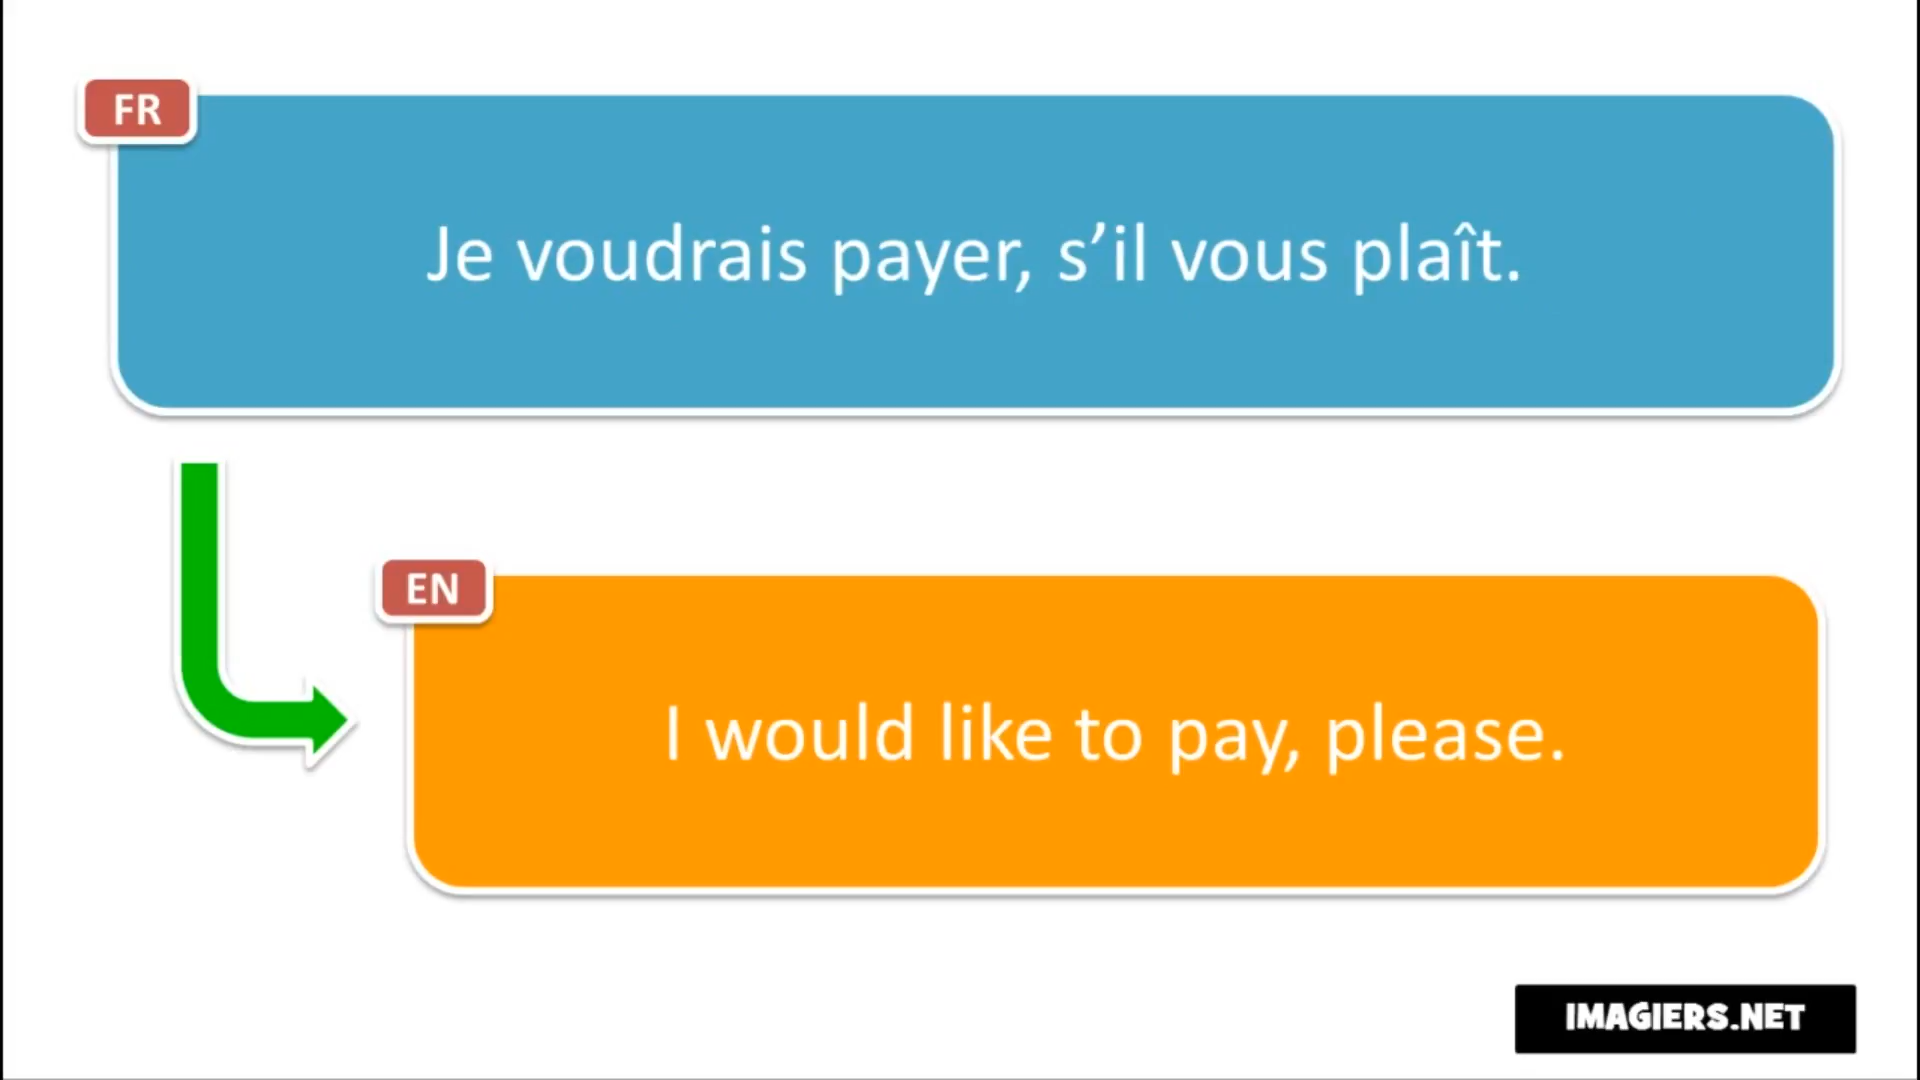 FR
Je voudrais payer, s’il vous plaît.
EN
I would like to pay, please.
IMAGIERS.NET